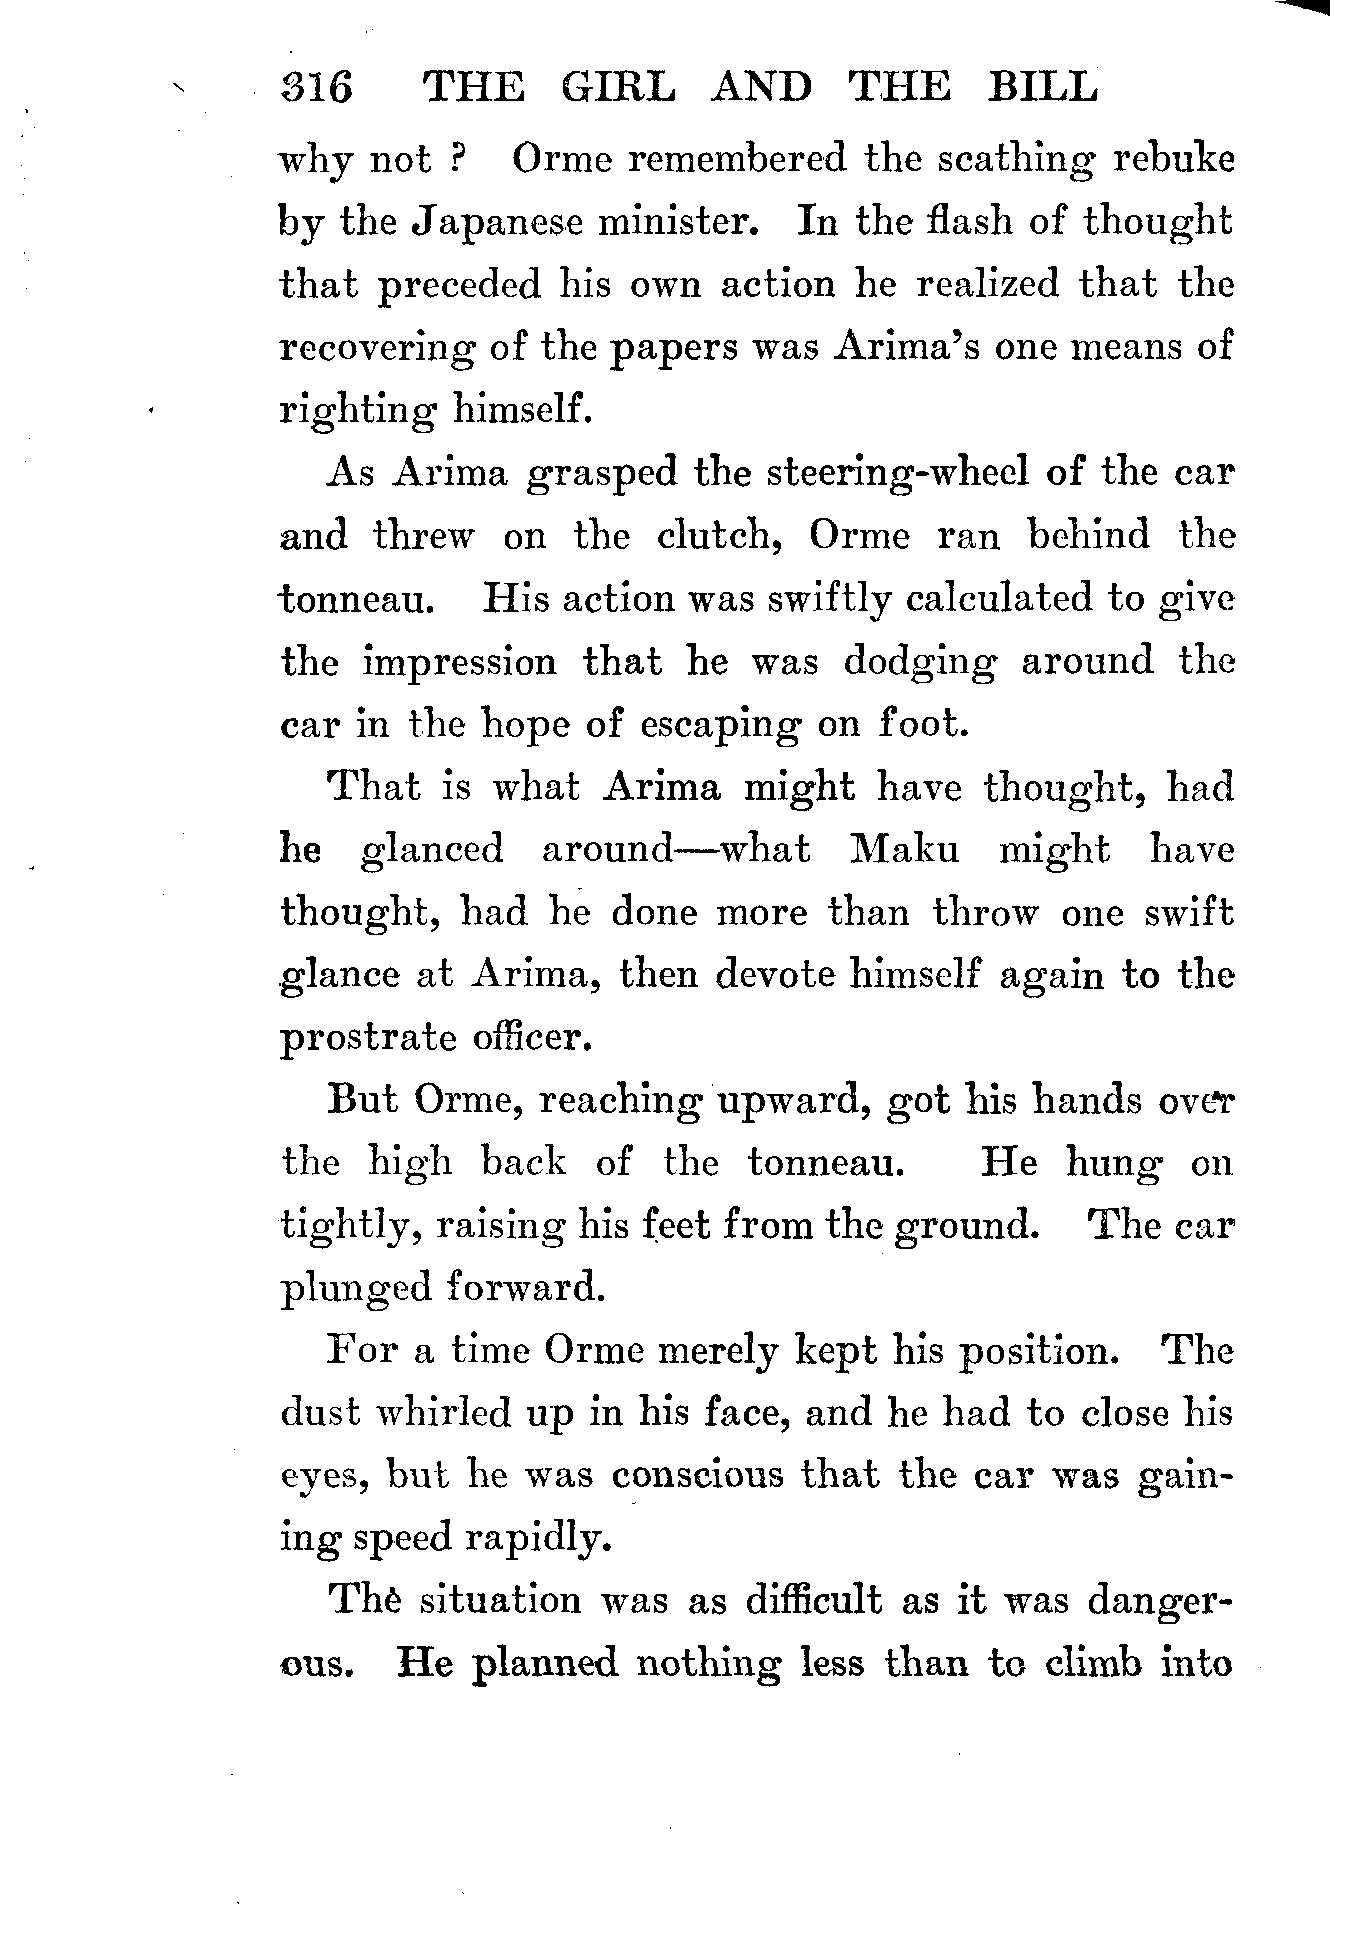 316 THE GIRL AND THE BILL
why not ? Orme remembered the scathing rebuke
by the Japanese minister. In the flash of thought
that preceded his own action he realized that the
recovering of the papers was Arima's one means of
righting himself.
As Arima grasped the steering-wheel of the car
and threw on the clutch, Orme ran behind the
tonneau. His action was swiftly calculated to give
the impression that he was dodging around the
car in the hope of escaping on foot.
That is what Arima might have thought, had
he glanced around—what Maku might have
thought, had he done more than throw one swift
glance at Arima, then devote himself again to the
prostrate officer.
But Orme, reaching upward, got his hands over
the high back of the tonneau. He hung on
tightly, raising his feet from the ground. The car
plunged forward.
For a time Orme merely kept his position. The
dust whirled up in his face, and he had to close his
eyes, but he was conscious that the car was gain-
ing speed rapidly.
The situation was as difficult as it was danger-
ous. He planned nothing less than to climb into